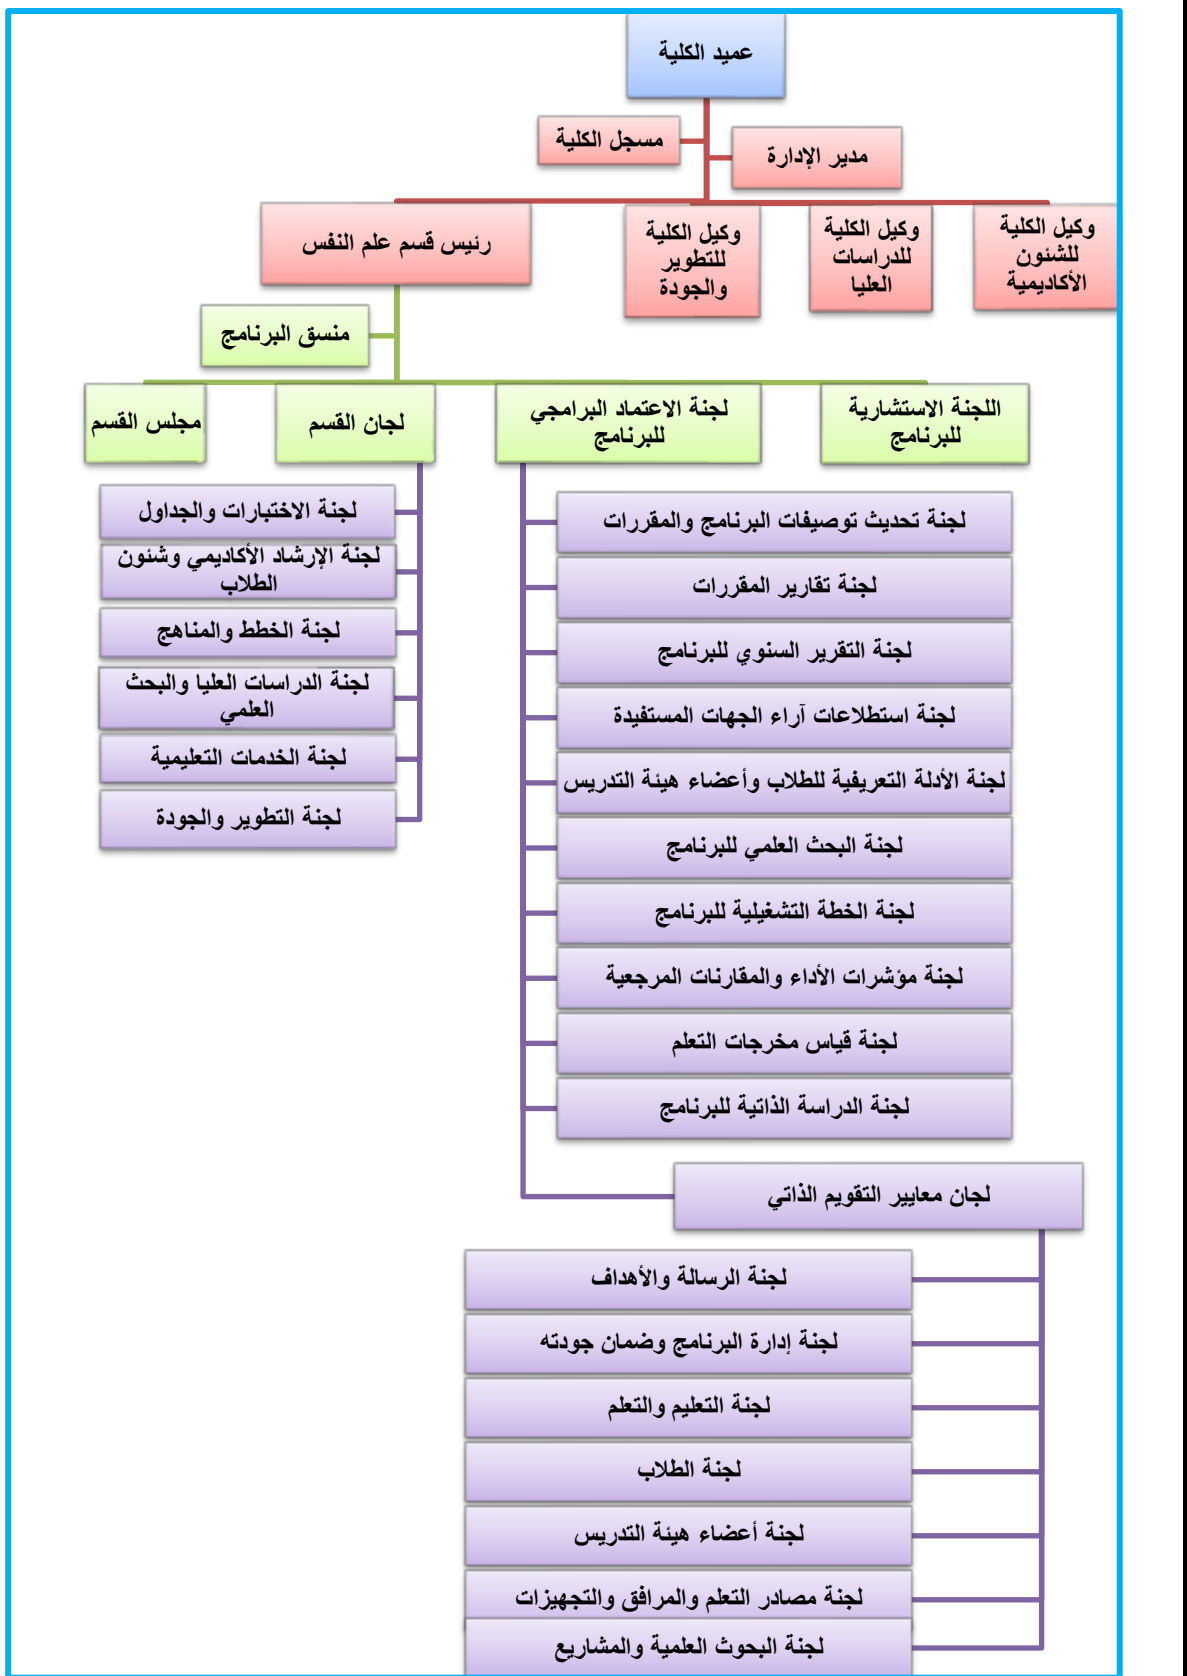 عميد الكلية
مدير الإدارة
مسجل الكلية
وكيل الكلية
للشئون
الأكاديمية
وكيل الكلية
للدراسات
العليا
وكيل الكلية
للتطوير
والجودة
رئيس قسم علم النفس
منسق البرنامج
اللجنة الاستشارية
للبرنامج
لجنة الاعتماد البرامجي
للبرنامج
لجان القسم
مجلس القسم
لجنة تحديث توصيفات البرنامج والمقررات
لجنة تقارير المقررات
لجنة التقرير السنوي للبرنامج
لجنة استطلاعات آراء الجهات المستفيدة
لجنة الأدلة التعريفية للطلاب وأعضاء هيئة التدريس
لجنة البحث العلمي للبرنامج
لجنة الخطة التشغيلية للبرنامج
لجنة مؤشرات الأداء والمقارنات المرجعية
لجنة قياس مخرجات التعلم
لجنة الدراسة الذاتية للبرنامج
لجنة الاختبارات والجداول
لجنة الإرشاد الأكاديمي وشئون
الطلاب
لجنة الخطط والمناهج
لجنة الدراسات العليا والبحث
العلمي
لجنة الخدمات التعليمية
لجنة التطوير والجودة
لجان معايير التقويم الذاتي
لجنة الرسالة والأهداف
لجنة إدارة البرنامج وضمان جودته
لجنة التعليم والتعلم
لجنة الطلاب
لجنة أعضاء هيئة التدريس
لجنة مصادر التعلم والمرافق والتجهيزات
لجنة البحوث العلمية والمشاريع